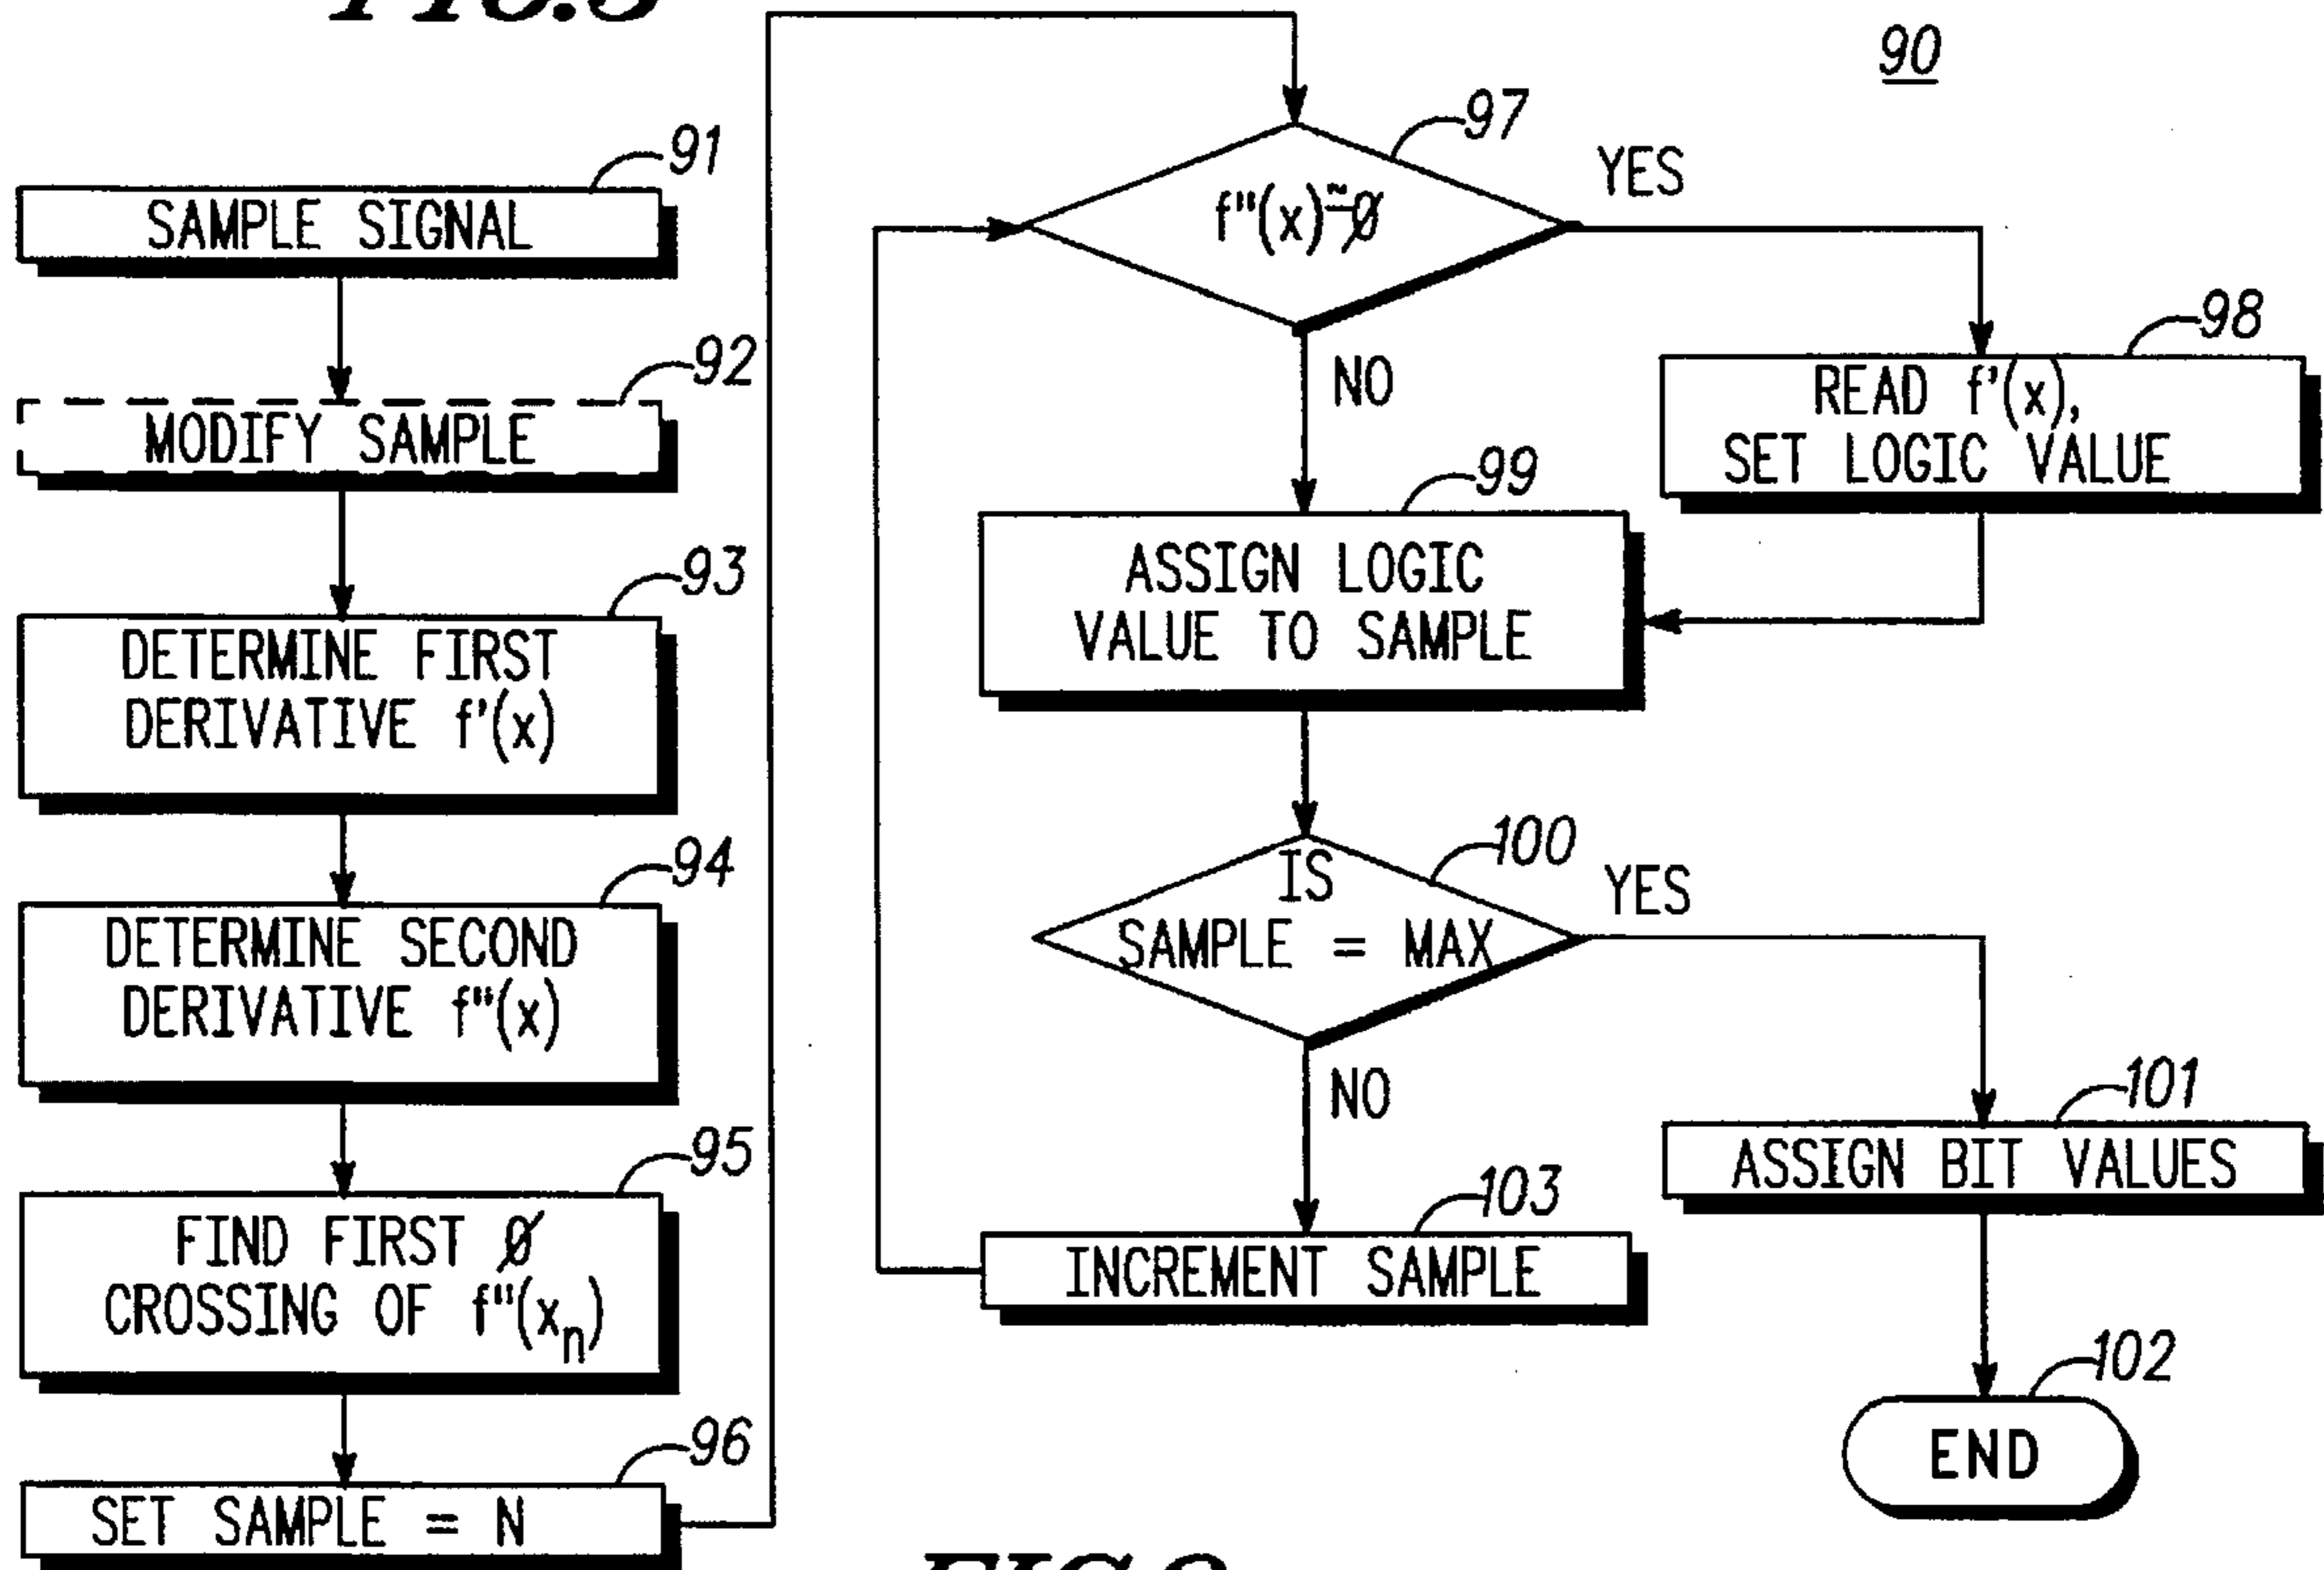 90
91
SAMPLE SIGNAL
92
MODIFY SAMPLE
93
DETERMINE FIRST
DERIVATIVE f'(x)
94
DETERMINE SECOND
DERIVATIVE f"(x)
95
FIND FIRST Ø
CROSSING OF f"(xₙ)
96
SET SAMPLE = N
97
f"(x)≃Ø
YES
NO
98
READ f'(x),
SET LOGIC VALUE
99
ASSIGN LOGIC
VALUE TO SAMPLE
100
IS
SAMPLE = MAX
YES
NO
101
ASSIGN BIT VALUES
102
END
103
INCREMENT SAMPLE